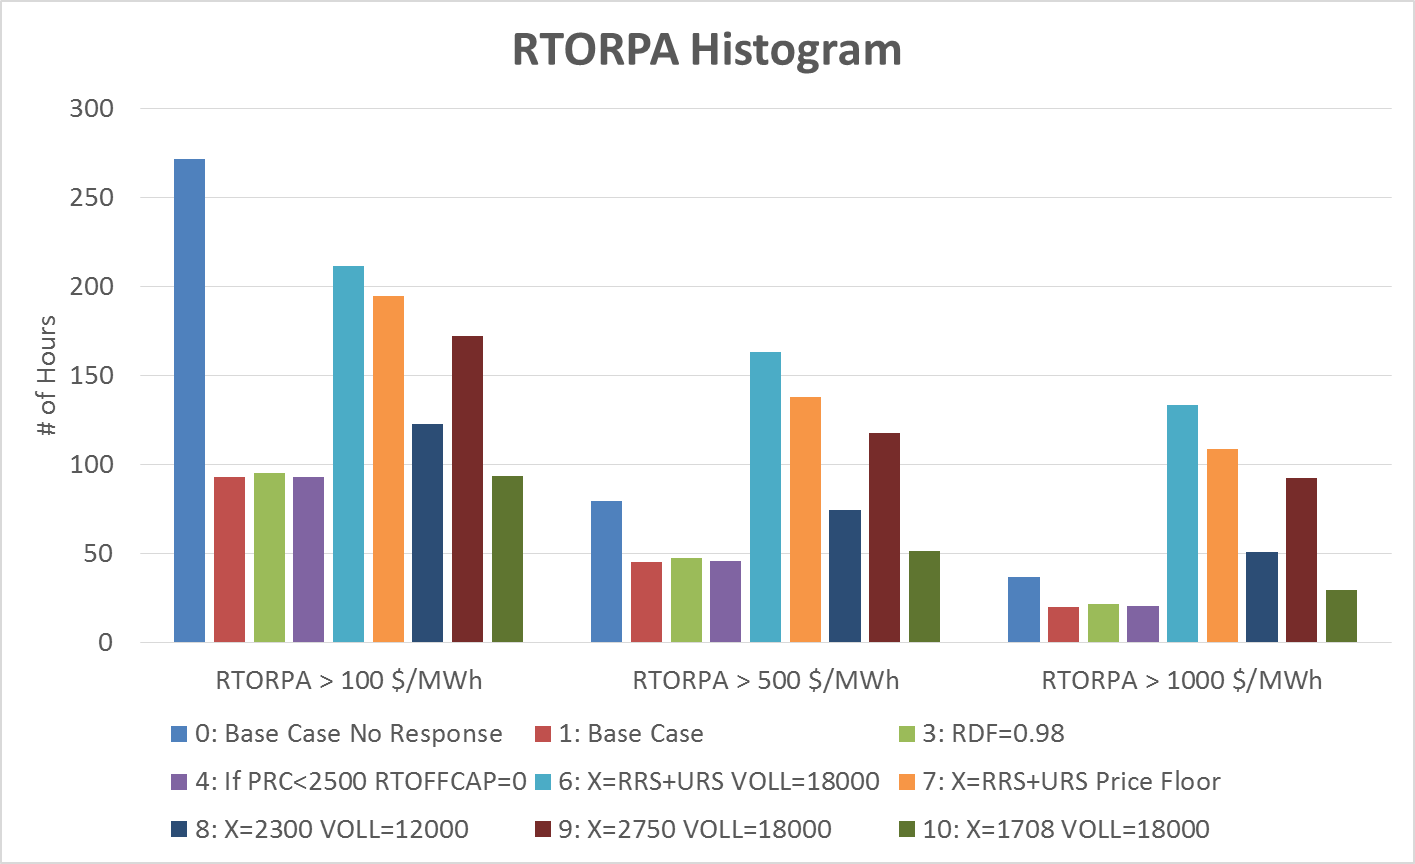 RTORPA Histogram
300
250
200
150
100
50
0
# of Hours
RTORPA > 100 $/MWh
RTORPA > 500 $/MWh
RTORPA > 1000 $/MWh
0: Base Case No Response
1: Base Case
3: RDF=0.98
4: If PRC<2500 RTOFFCAP=0
6: X=RRS+URS VOLL=18000
7: X=RRS+URS Price Floor
8: X=2300 VOLL=12000
9: X=2750 VOLL=18000
10: X=1708 VOLL=18000